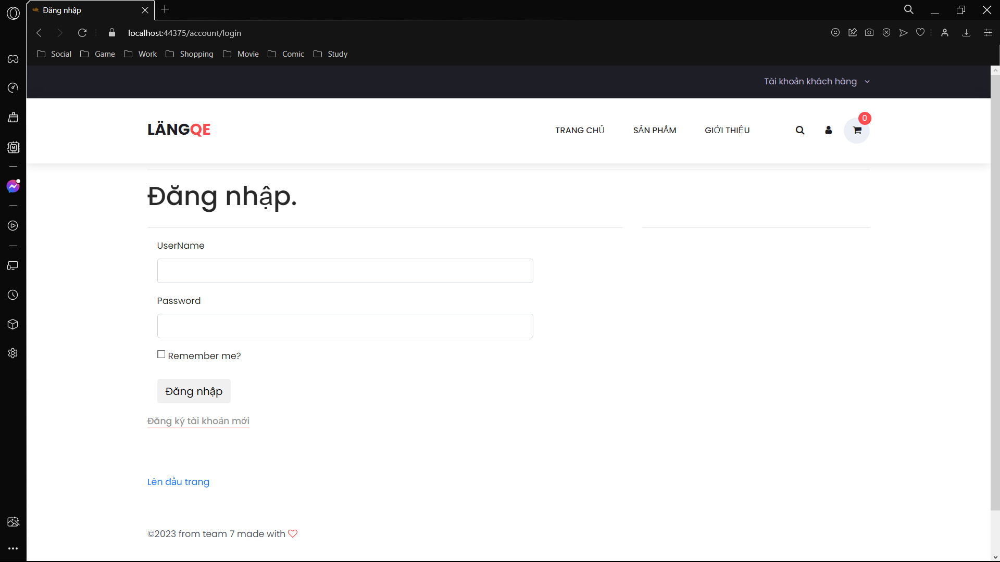 Đăng nhập
localhost:44375/account/login
Social Game Work Shopping Movie Comic Study
Tài khoản khách hàng
LÄNGQE
TRANG CHỦ SẢN PHẨM GIỚI THIỆU 0
Đăng nhập.
UserName
Password
Remember me?
Đăng nhập
Đăng ký tài khoản mới
Lên đầu trang
©2023 from team 7 made with